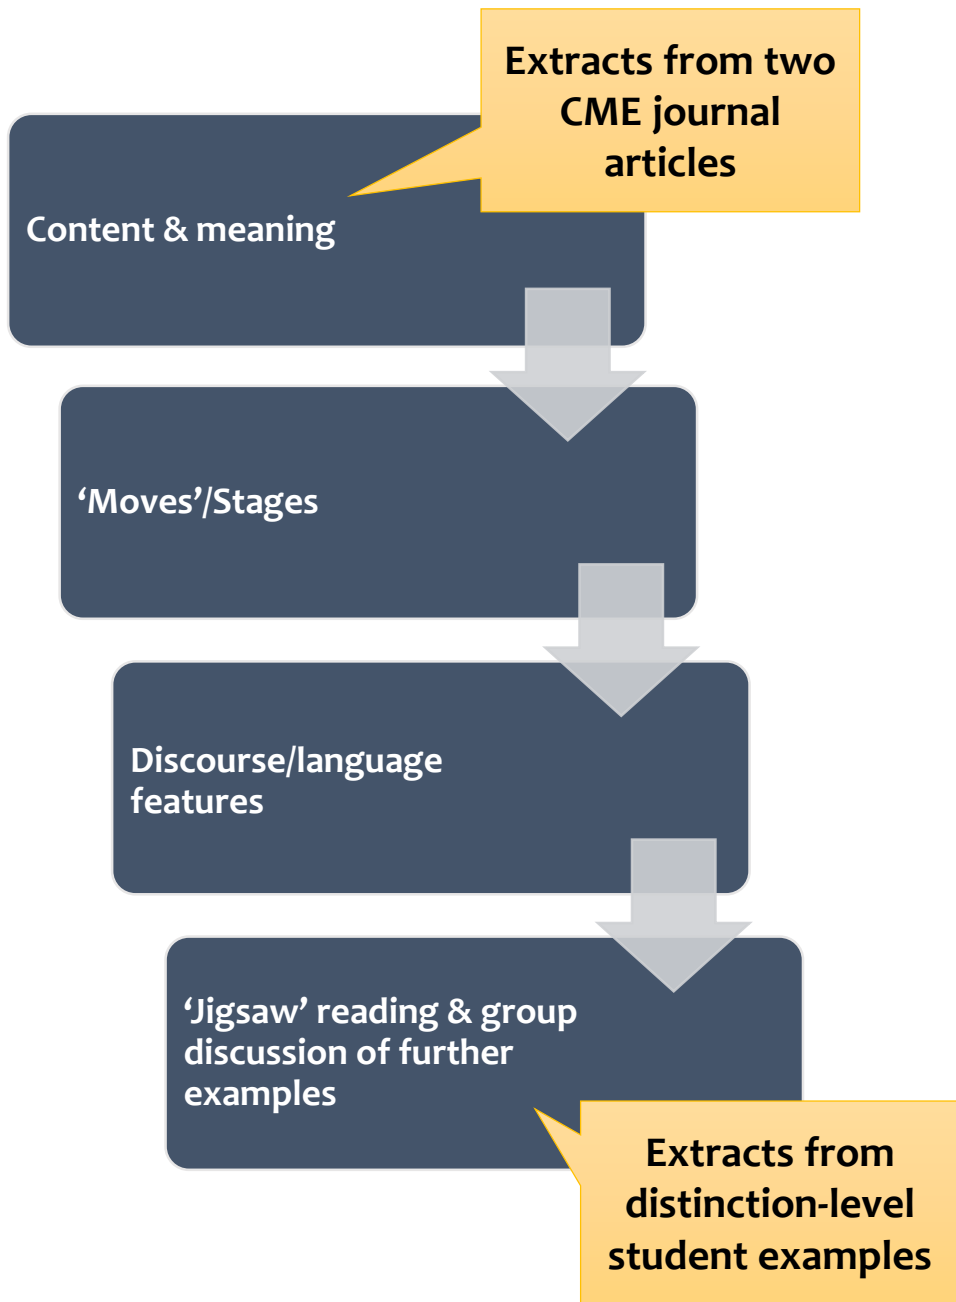 Extracts from two
CME journal
articles
Content & meaning
‘Moves’/Stages
Discourse/language
features
‘Jigsaw’ reading & group
discussion of further
examples
Extracts from
distinction-level
student examples